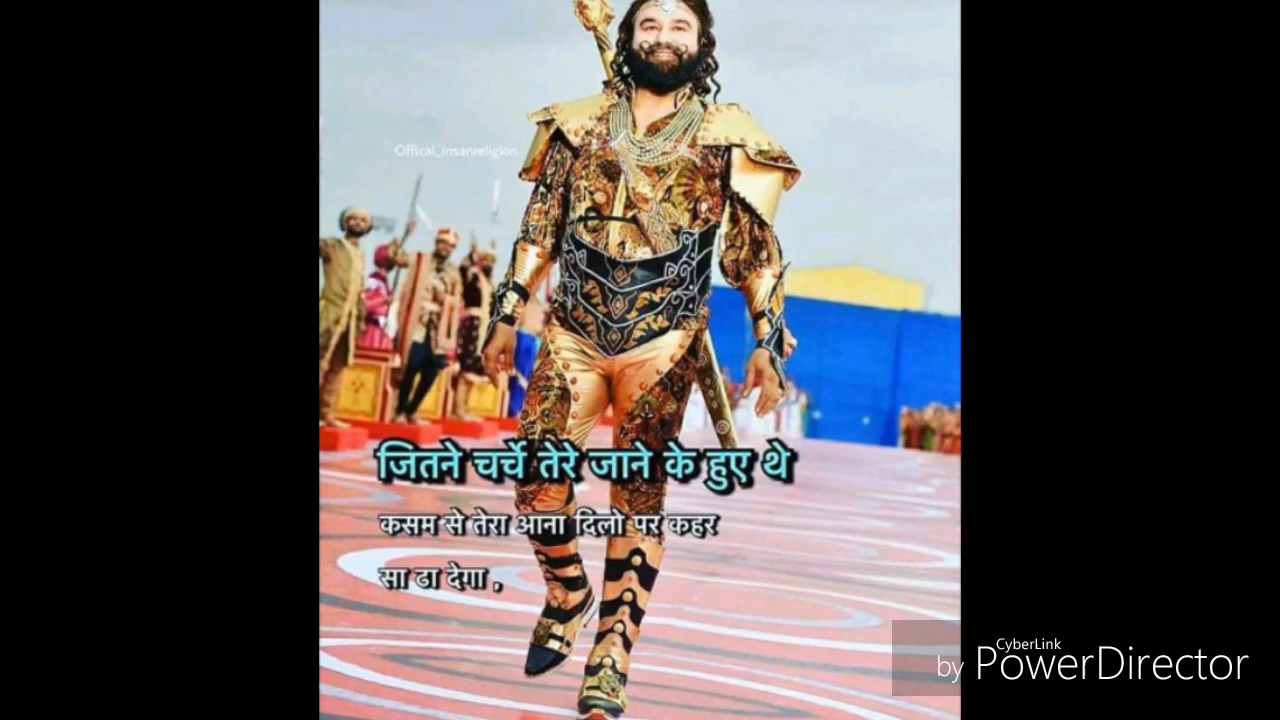 Offical_insanreligion
जितने चर्चे तेरे जाने के हुए थे
कसम से तेरा आना दिलो पर कहर
सा ढा देगा ,
CyberLink
by PowerDirector